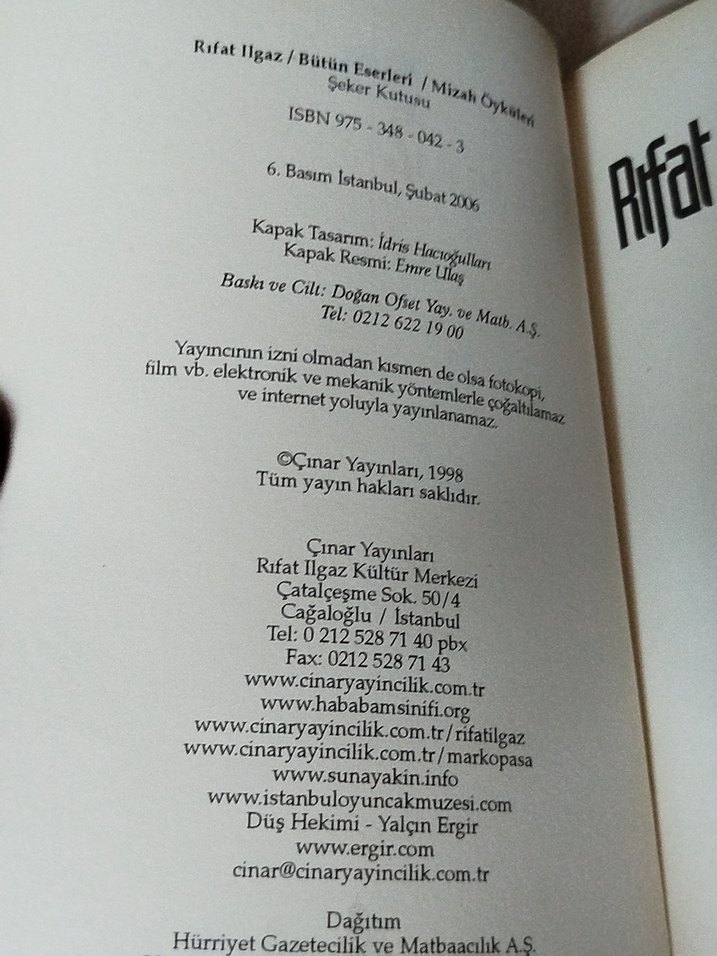 Rıfat Ilgaz / Bütün Eserleri / Mizah Öyküleri
Şeker Kutusu
ISBN 975 - 348 - 042 - 3
6. Basım İstanbul, Şubat 2006
Kapak Tasarım: İdris Hacıoğulları
Kapak Resmi: Emre Ulaş
Baskı ve Cilt: Doğan Ofset Yay. ve Matb. A.Ş.
Tel: 0212 622 19 00
Yayıncının izni olmadan kısmen de olsa fotokopi,
film vb. elektronik ve mekanik yöntemlerle çoğaltılamaz
ve internet yoluyla yayınlanamaz.
©Çınar Yayınları, 1998
Tüm yayın hakları saklıdır.
Çınar Yayınları
Rıfat Ilgaz Kültür Merkezi
Çatalçeşme Sok. 50/4
Cağaloğlu / İstanbul
Tel: 0 212 528 71 40 pbx
Fax: 0212 528 71 43
www.cinaryayincilik.com.tr
www.hababamsinifi.org
www.cinaryayincilik.com.tr/rifatilgaz
www.cinaryayincilik.com.tr/markopasa
www.sunayakin.info
www.istanbuloyuncakmuzesi.com
Düş Hekimi - Yalçın Ergir
www.ergir.com
cinar@cinaryayincilik.com.tr
Dağıtım
Hürriyet Gazetecilik ve Matbaacılık A.Ş.
Rıfat